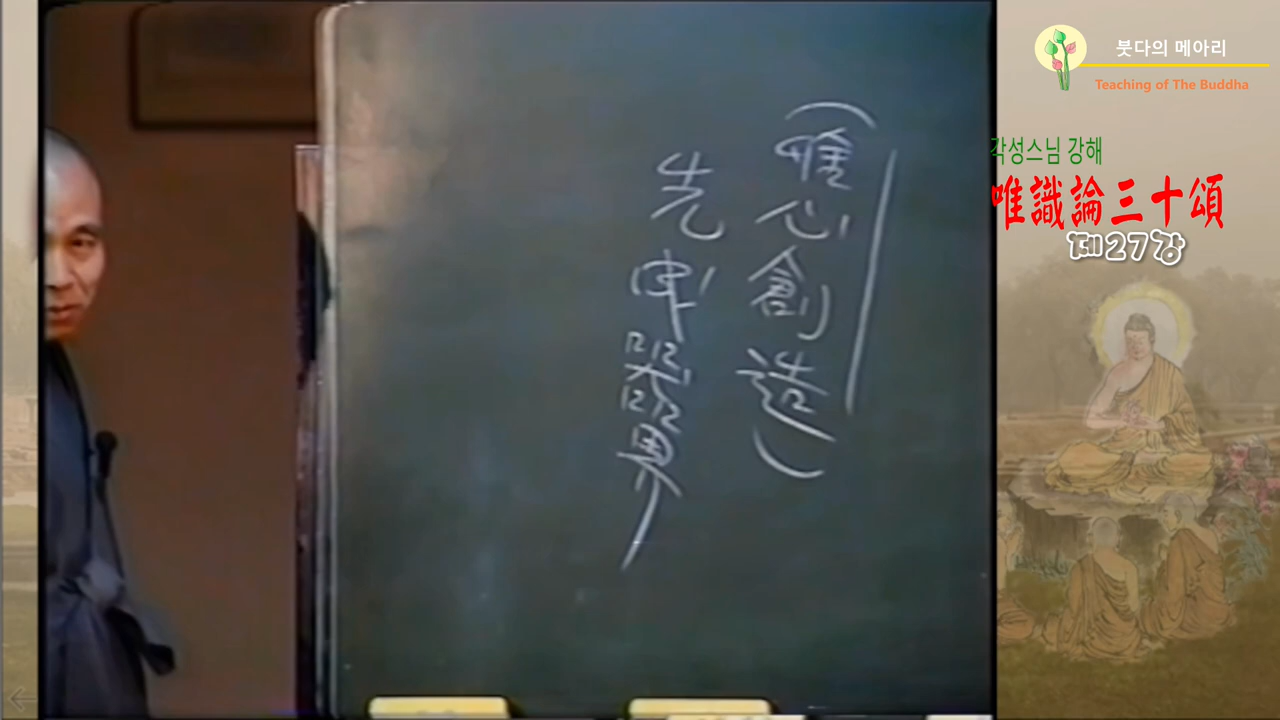 (唯心創造)
先申器界
붓다의 메아리
Teaching of The Buddha
각성스님 강해
唯識論三十頌
제27강